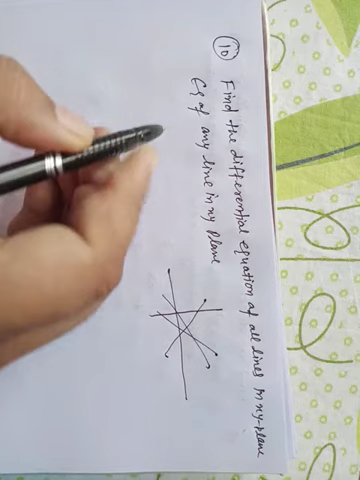 (10) Find the differential equation of all lines in xy-plane
Eq of any line in xy plane